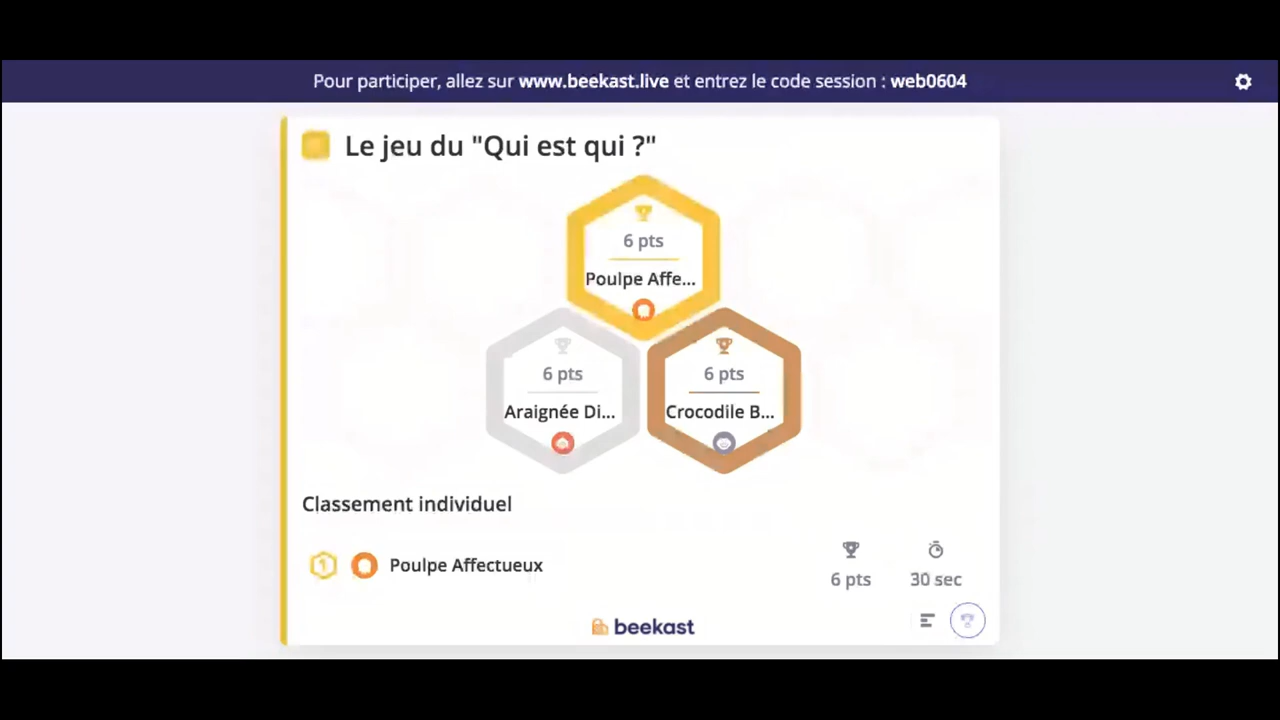 Pour participer, allez sur www.beekast.live et entrez le code session : web0604
Le jeu du "Qui est qui ?"
6 pts
Poulpe Affe...
6 pts
Araignée Di...
6 pts
Crocodile B...
Classement individuel
1 Poulpe Affectueux 6 pts 30 sec
beekast